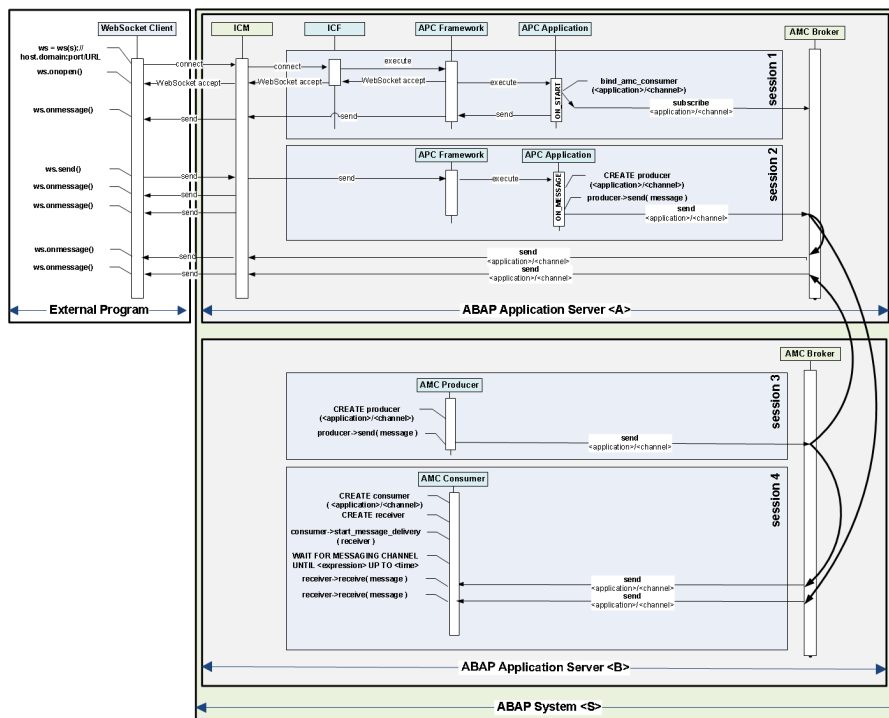 WebSocket Client
ICM
ICF
APC Framework
APC Application
AMC Broker
ws = ws(s)://
host.domain:port/URL
ws.onopen()
connect
connect
execute
WebSocket accept
WebSocket accept
WebSocket accept
execute
ON_START
bind_amc_consumer
(<application>/<channel>)
subscribe
<application>/<channel>
session 1
ws.onmessage()
send
send
send
APC Framework
APC Application
session 2
ws.send()
send
send
execute
ON_MESSAGE
CREATE producer
(<application>/<channel>)
producer->send( message )
ws.onmessage()
send
ws.onmessage()
send
send
<application>/<channel>
ws.onmessage()
send
send
<application>/<channel>
ws.onmessage()
send
send
<application>/<channel>
External Program
ABAP Application Server <A>
AMC Broker
AMC Producer
session 3
CREATE producer
(<application>/<channel>)
producer->send( message )
send
<application>/<channel>
AMC Consumer
session 4
CREATE consumer
( <application>/<channel>)
CREATE receiver
consumer->start_message_delivery
( receiver )
WAIT FOR MESSAGING CHANNEL
UNTIL <expression> UP TO <time>
receiver->receive( message )
send
<application>/<channel>
receiver->receive( message )
send
<application>/<channel>
ABAP Application Server <B>
ABAP System <S>